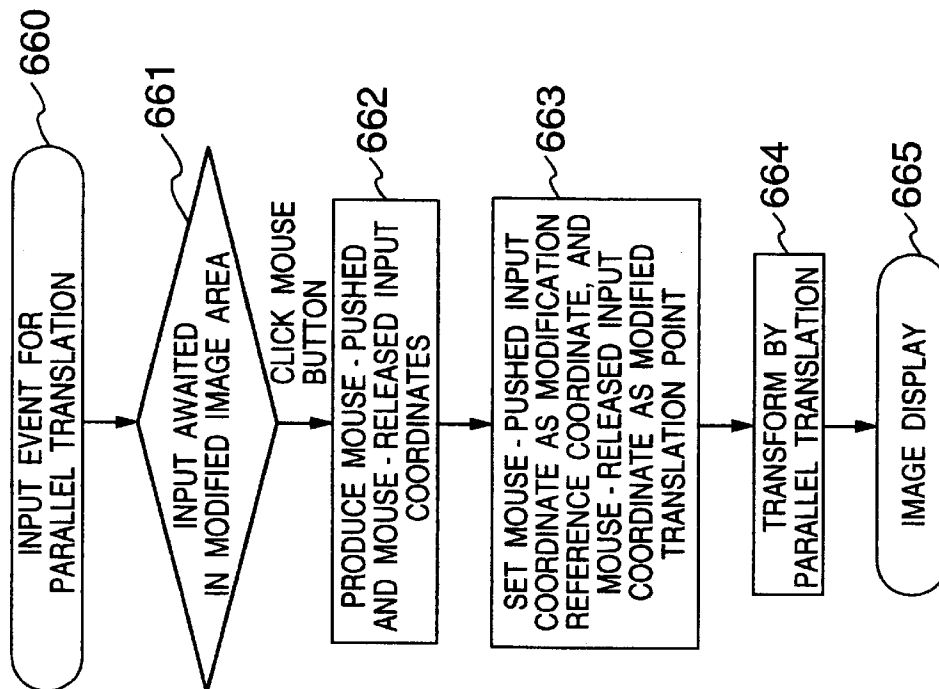 660
INPUT EVENT FOR
PARALLEL TRANSLATION
661
INPUT AWAITED
IN MODIFIED IMAGE AREA
CLICK MOUSE
BUTTON
662
PRODUCE MOUSE - PUSHED
AND MOUSE - RELEASED INPUT
COORDINATES
663
SET MOUSE - PUSHED INPUT
COORDINATE AS MODIFICATION
REFERENCE COORDINATE, AND
MOUSE - RELEASED INPUT
COORDINATE AS MODIFIED
TRANSLATION POINT
664
TRANSFORM BY
PARALLEL TRANSLATION
665
IMAGE DISPLAY